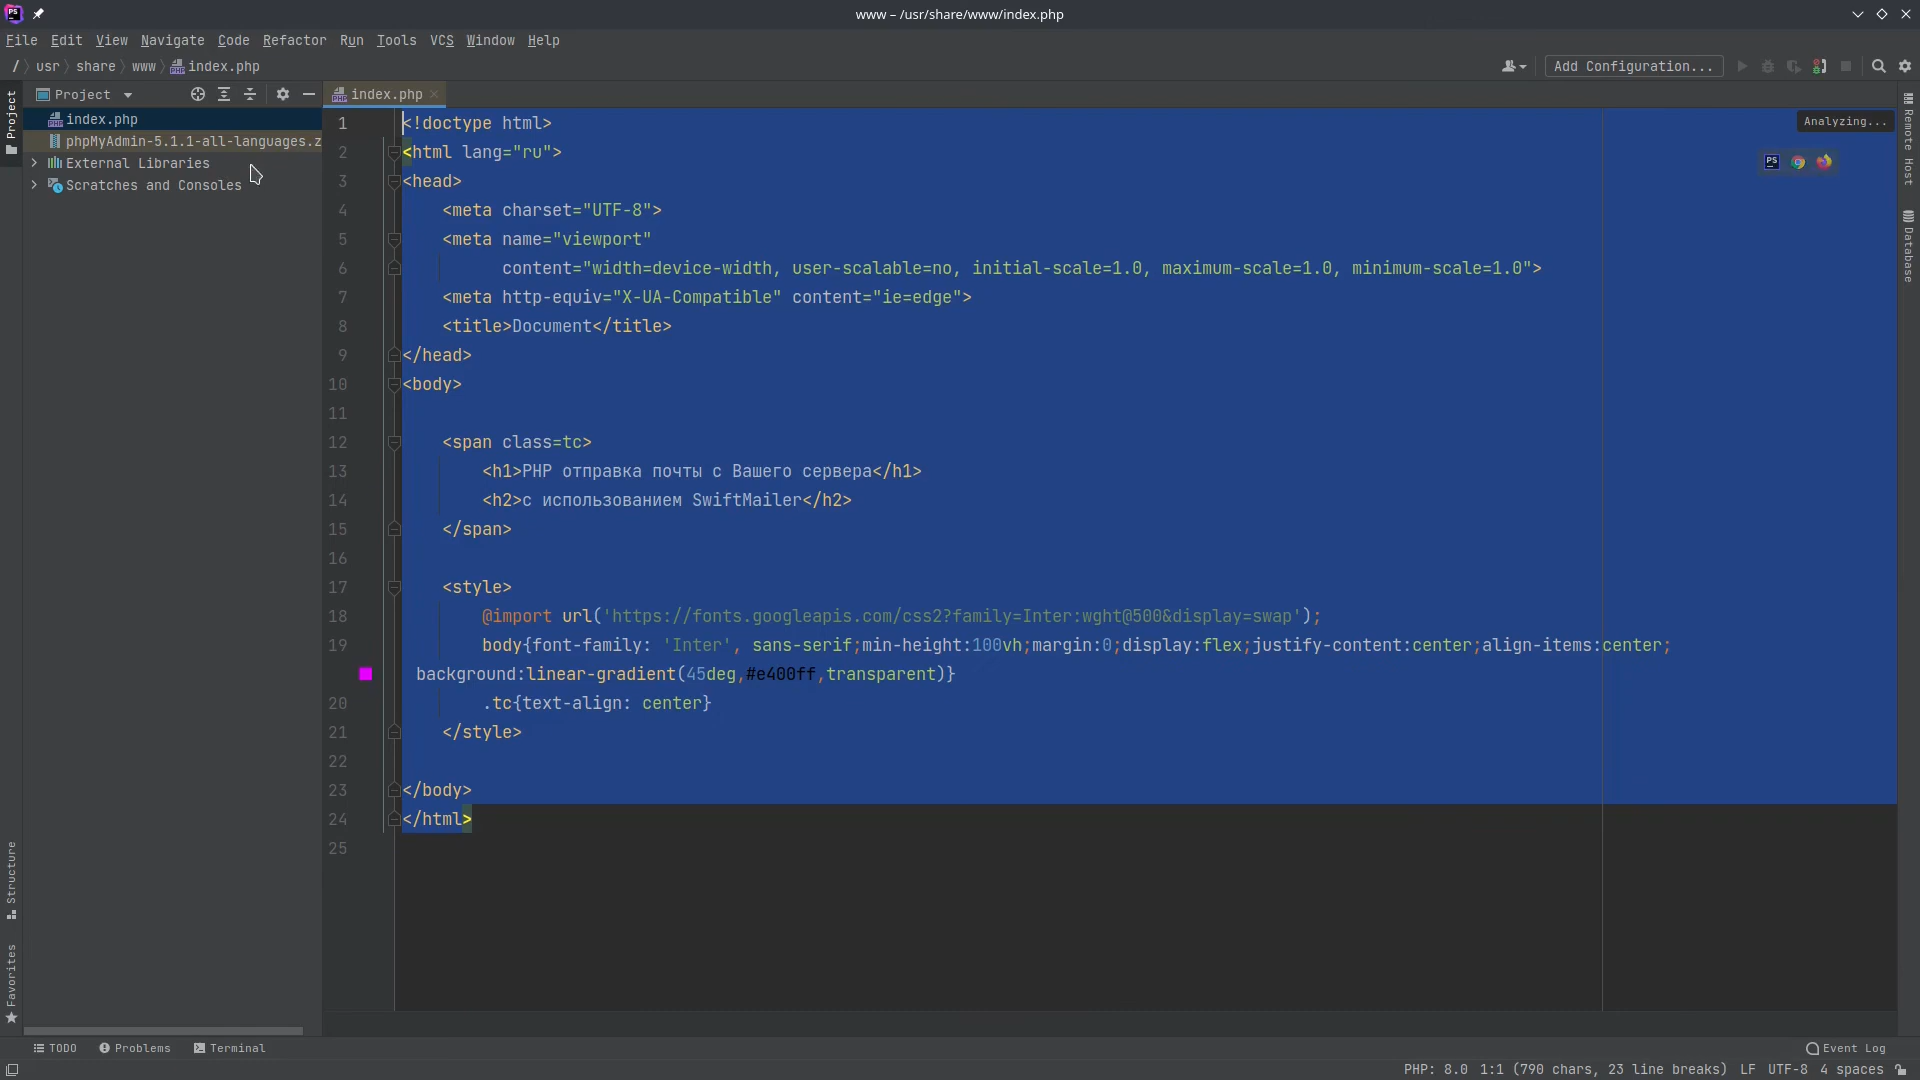 PS
www – /usr/share/www/index.php
File Edit View Navigate Code Refactor Run Tools VCS Window Help
/ usr share www index.php
Add Configuration...
Project
index.php
Project
1 <!doctype html>
Analyzing...
index.php
phpMyAdmin-5.1.1-all-languages.z
External Libraries
Scratches and Consoles
Remote Host
Database
2 <html lang="ru">
3 <head>
4 <meta charset="UTF-8">
5 <meta name="viewport"
6 content="width=device-width, user-scalable=no, initial-scale=1.0, maximum-scale=1.0, minimum-scale=1.0">
7 <meta http-equiv="X-UA-Compatible" content="ie=edge">
8 <title>Document</title>
9 </head>
10 <body>
11
12 <span class=tc>
13 <h1>PHP отправка почты с Вашего сервера</h1>
14 <h2>с использованием SwiftMailer</h2>
15 </span>
16
17 <style>
18 @import url('https://fonts.googleapis.com/css2?family=Inter:wght@500&display=swap');
19 body{font-family: 'Inter', sans-serif;min-height:100vh;margin:0;display:flex;justify-content:center;align-items:center;
background:linear-gradient(45deg,#e400ff,transparent)}
20 .tc{text-align: center}
21 </style>
22
23 </body>
24 </html>
25
Structure
Favorites
TODO Problems Terminal
Event Log
PHP: 8.0 1:1 (790 chars, 23 line breaks) LF UTF-8 4 spaces